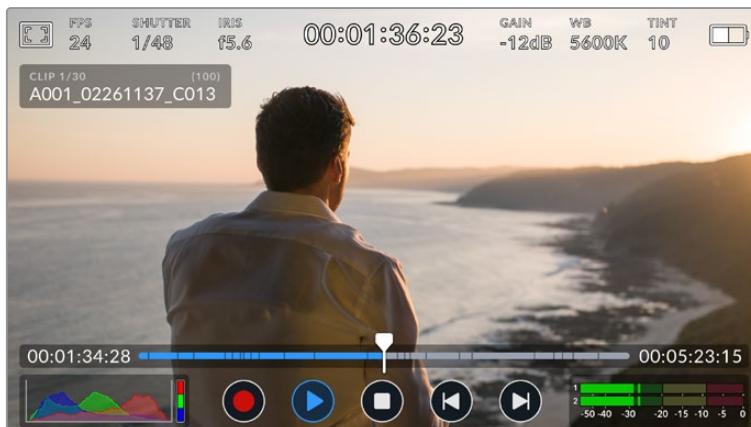 FPS SHUTTER IRIS GAIN WB TINT
24 1/48 f5.6 00:01:36:23 -12dB 5600K 10
CLIP 1/30 (100)
A001_02261137_C013
00:01:34:28 00:05:23:15
1
2
-50 -40 -30 -20 -15 -10 -5 0